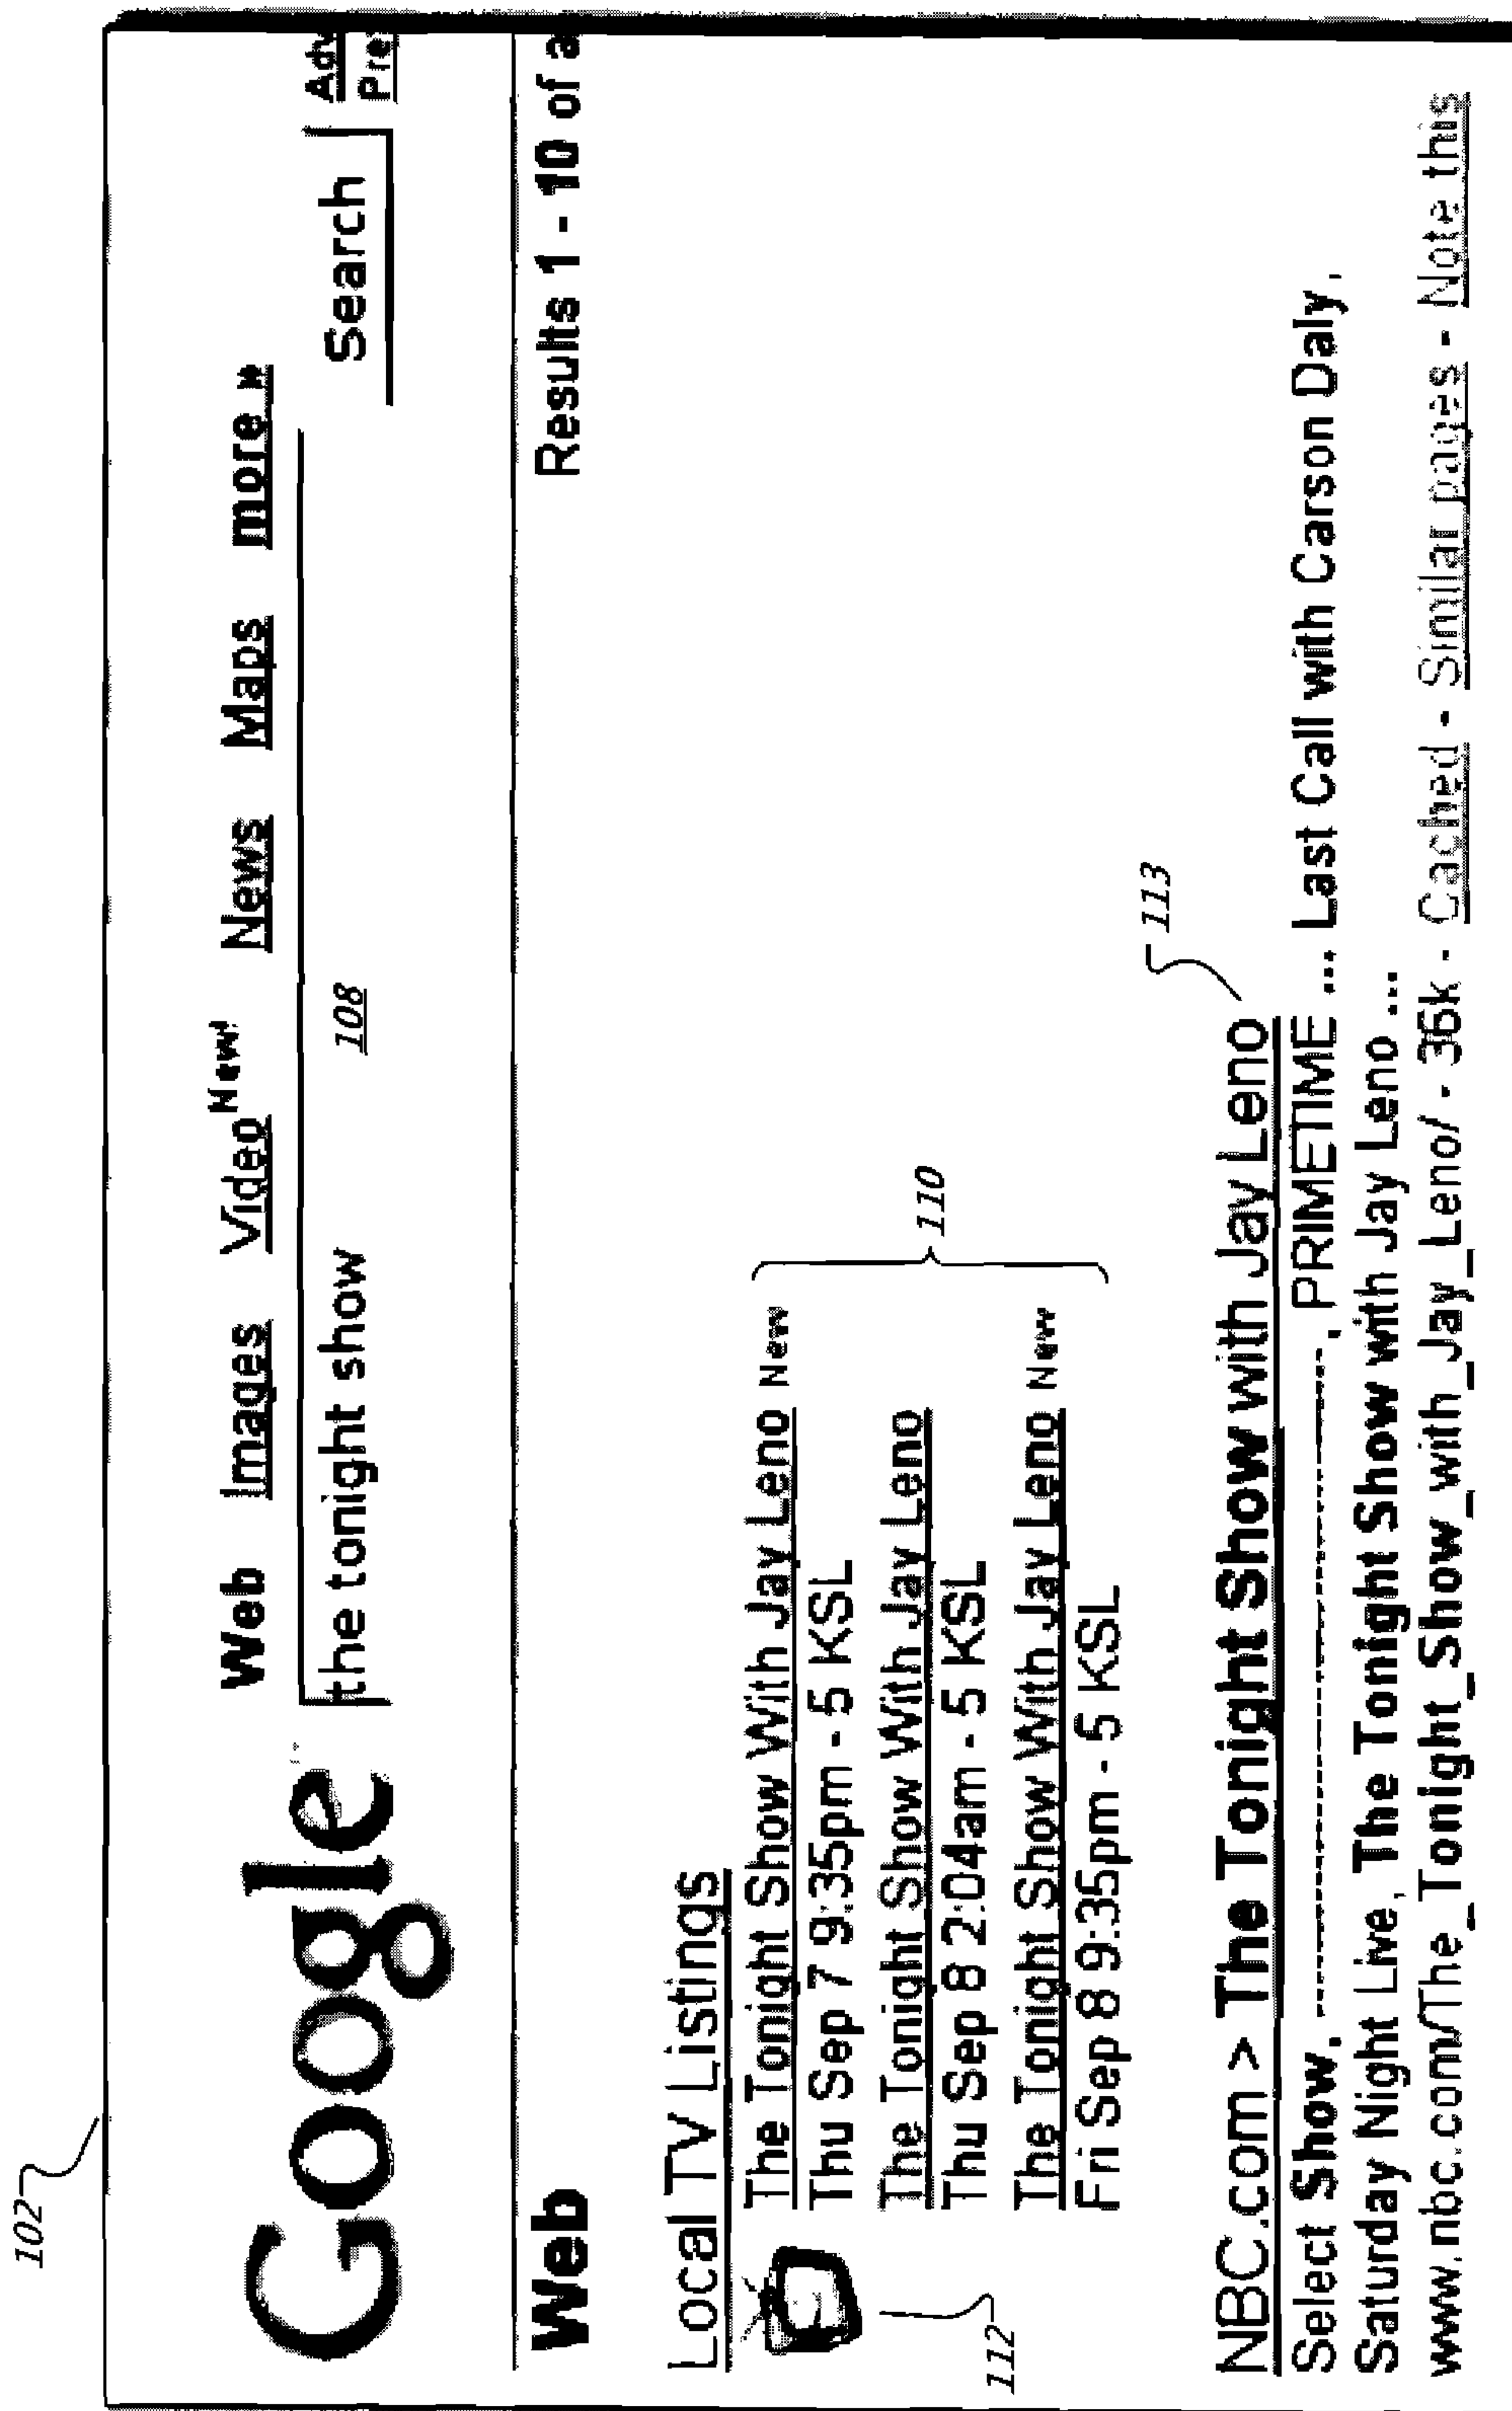 102
Google
Web Images Video New! News Maps more »
the tonight show 108 Search
Adv
Pre
Web Results 1 - 10 of a
Local TV Listings
112
The Tonight Show With Jay Leno New
Thu Sep 7 9:35pm - 5 KSL
The Tonight Show With Jay Leno
Thu Sep 8 2:04am - 5 KSL
The Tonight Show With Jay Leno New
Fri Sep 8 9:35pm - 5 KSL
110
113
NBC.com > The Tonight Show with Jay Leno
Select Show. -----------------. PRIMETIME ... Last Call with Carson Daly,
Saturday Night Live, The Tonight Show with Jay Leno ...
www.nbc.com/The_Tonight_Show_with_Jay_Leno/ - 36k - Cached - Similar pages - Note this